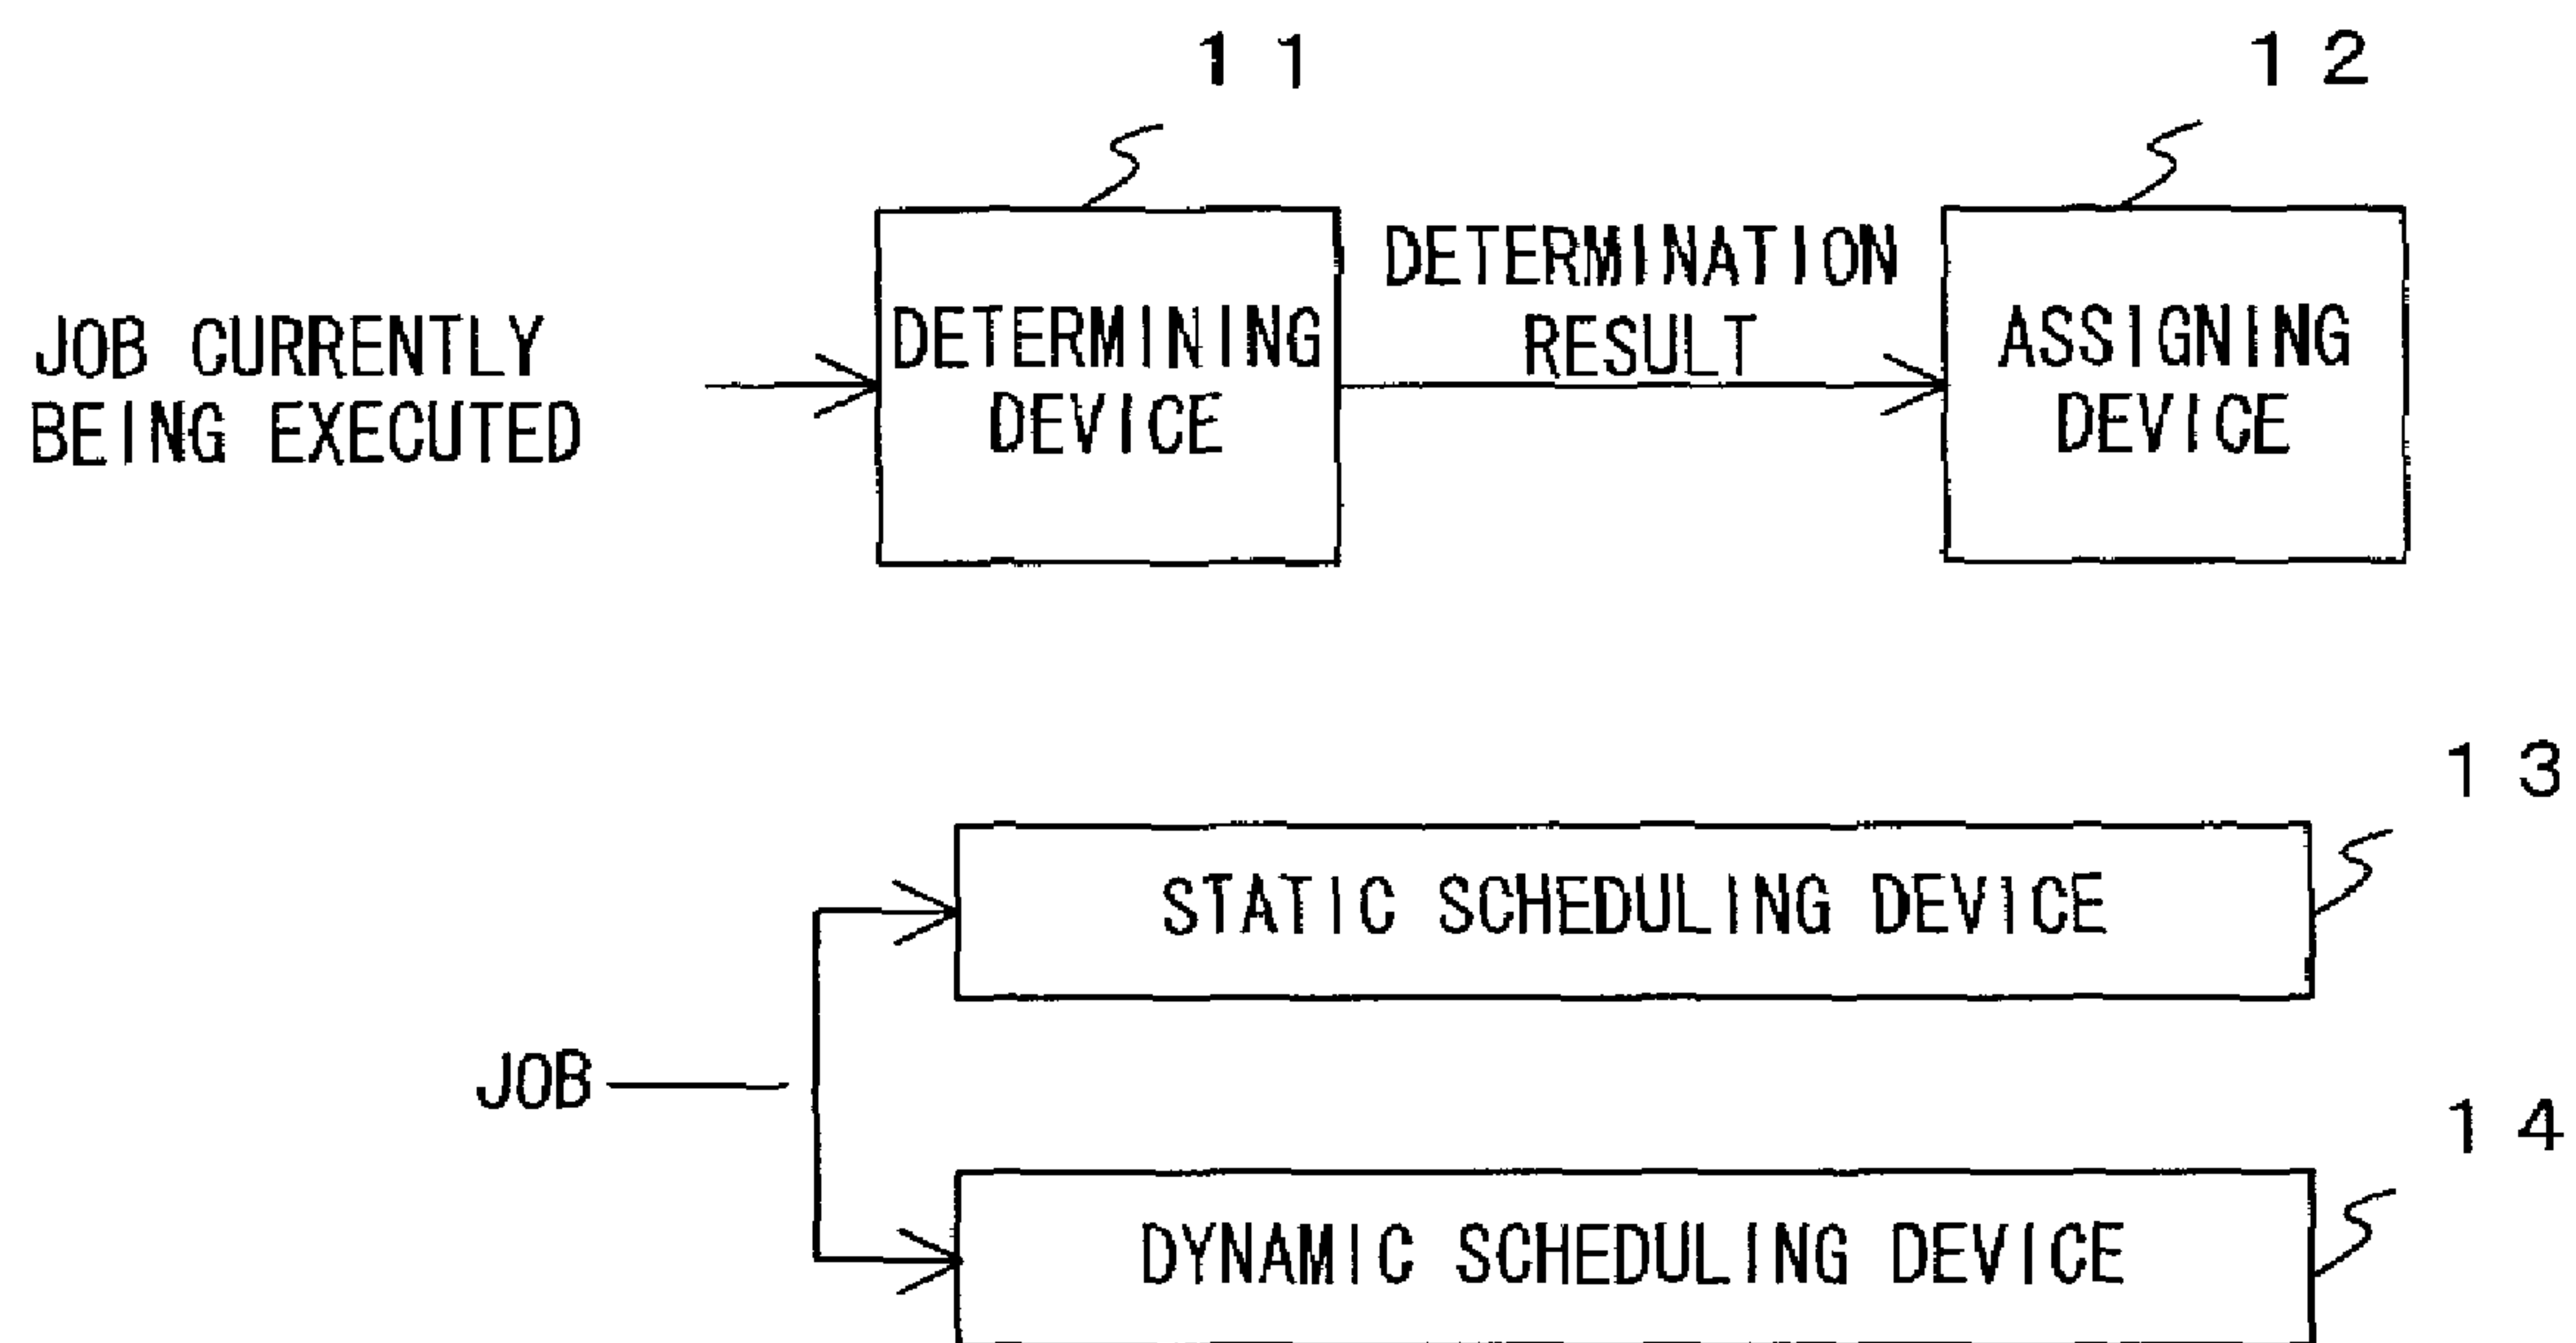 11
12
JOB CURRENTLY
BEING EXECUTED
DETERMINING
DEVICE
DETERMINATION
RESULT
ASSIGNING
DEVICE
13
STATIC SCHEDULING DEVICE
JOB
14
DYNAMIC SCHEDULING DEVICE